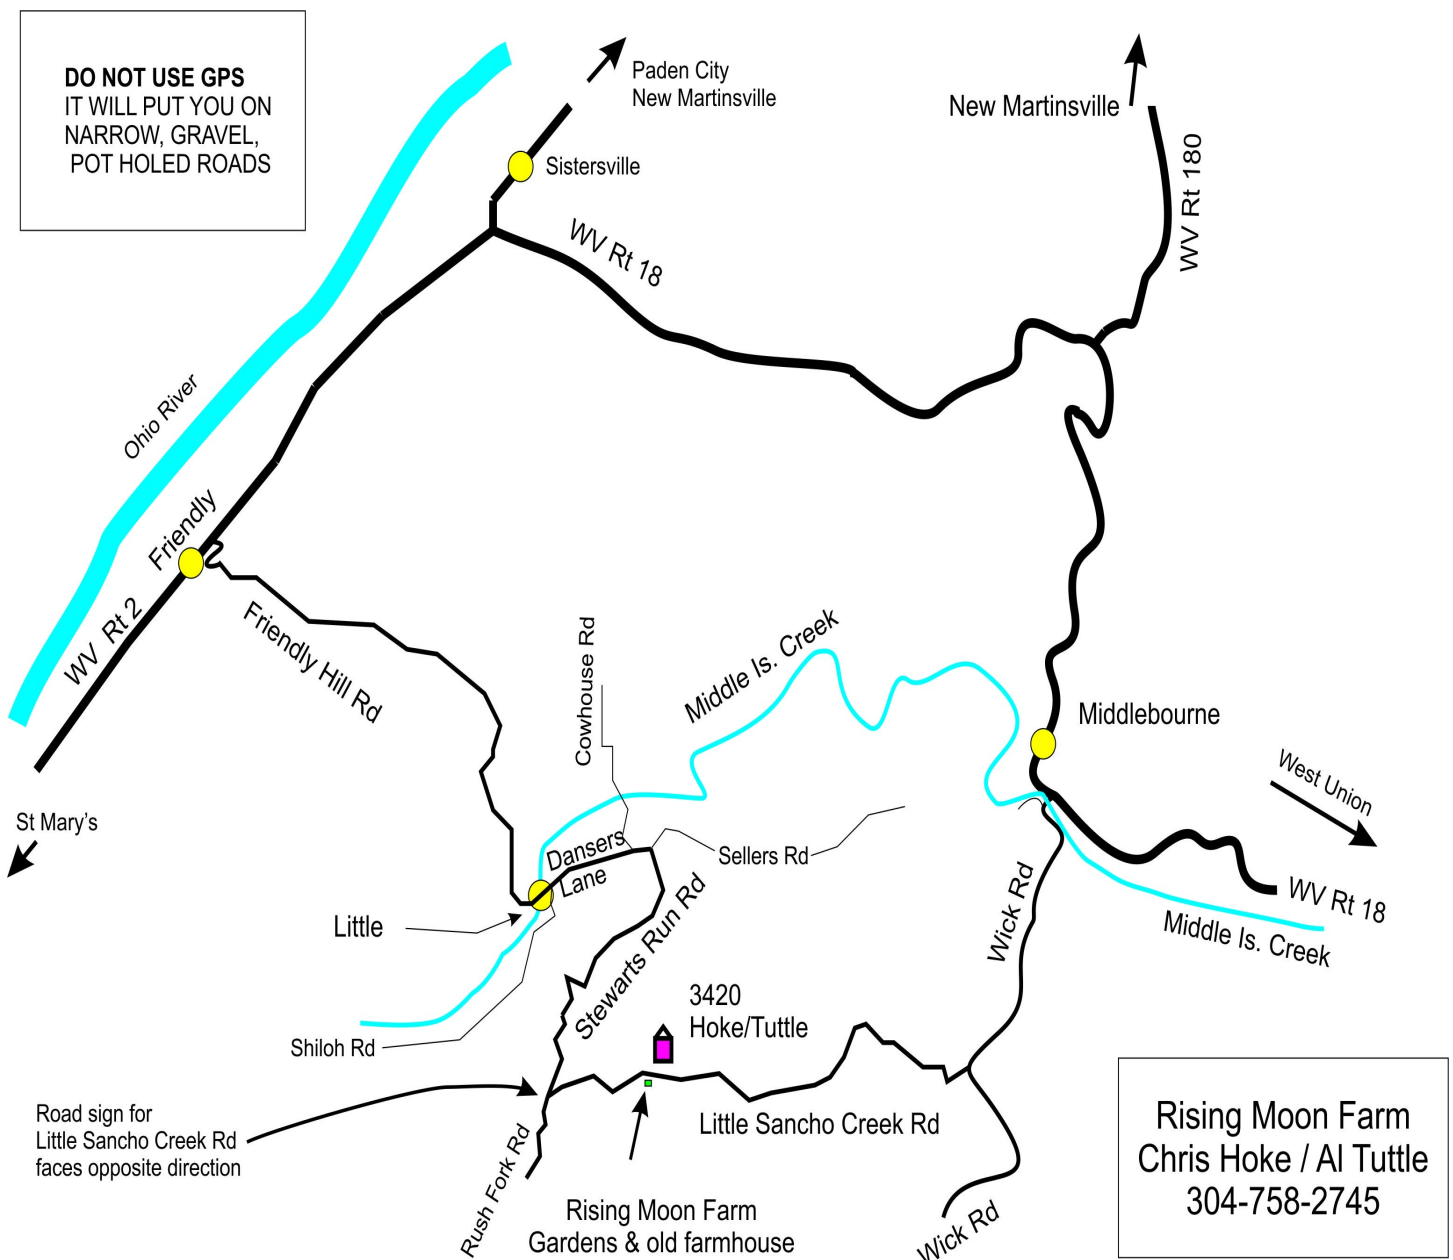 DO NOT USE GPS
IT WILL PUT YOU ON
NARROW, GRAVEL,
POT HOLED ROADS
Paden City
New Martinsville
New Martinsville
Sistersville
WV Rt 180
WV Rt 18
Ohio River
Friendly
WV Rt 2
Friendly Hill Rd
Cowhouse Rd
Middle Is. Creek
Middlebourne
West Union
St Mary's
Dansers
Lane
Sellers Rd
Wick Rd
WV Rt 18
Middle Is. Creek
Little
Stewarts Run Rd
3420
Hoke/Tuttle
Shiloh Rd
Road sign for
Little Sancho Creek Rd
faces opposite direction
Little Sancho Creek Rd
Rush Fork Rd
Rising Moon Farm
Gardens & old farmhouse
Wick Rd
Rising Moon Farm
Chris Hoke / Al Tuttle
304-758-2745